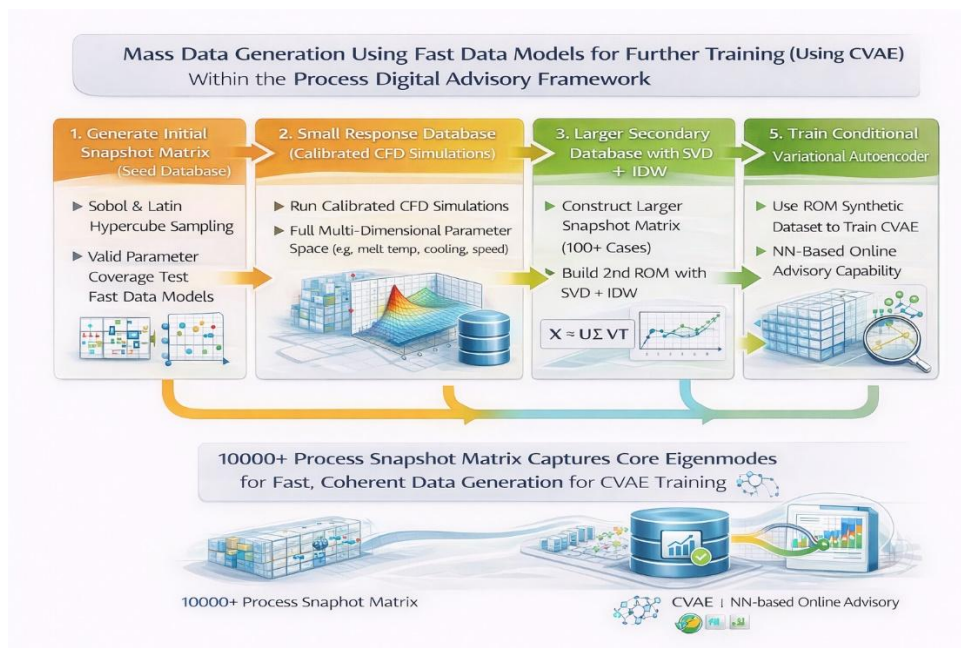 Mass Data Generation Using Fast Data Models for Further Training (Using CVAE)
Within the Process Digital Advisory Framework
1. Generate Initial
Snapshot Matrix
(Seed Database)
▶ Sobol & Latin
Hypercube Sampling
▶ Valid Parameter
Coverage Test
Fast Data Models
2. Small Response Database
(Calibrated CFD Simulations)
▶ Run Calibrated CFD Simulations
▶ Full Multi-Dimensional Parameter
Space (e.g, melt temp, cooling, speed)
3. Larger Secondary
Database with SVD
+ IDW
▶ Construct Larger
Snapshot Matrix
(100+ Cases)
Build 2nd ROM with
SVD + IDW
X ≈ UΣ VT
5. Train Conditional
Variational Autoencoder
▶ Use ROM Synthetic
Dataset to Train CVAE
▶ NN-Based Online
Advisory Capability
10000+ Process Snapshot Matrix Captures Core Eigenmodes
for Fast, Coherent Data Generation for CVAE Training
10000+ Process Snaphot Matrix
CVAE | NN-based Online Advisory